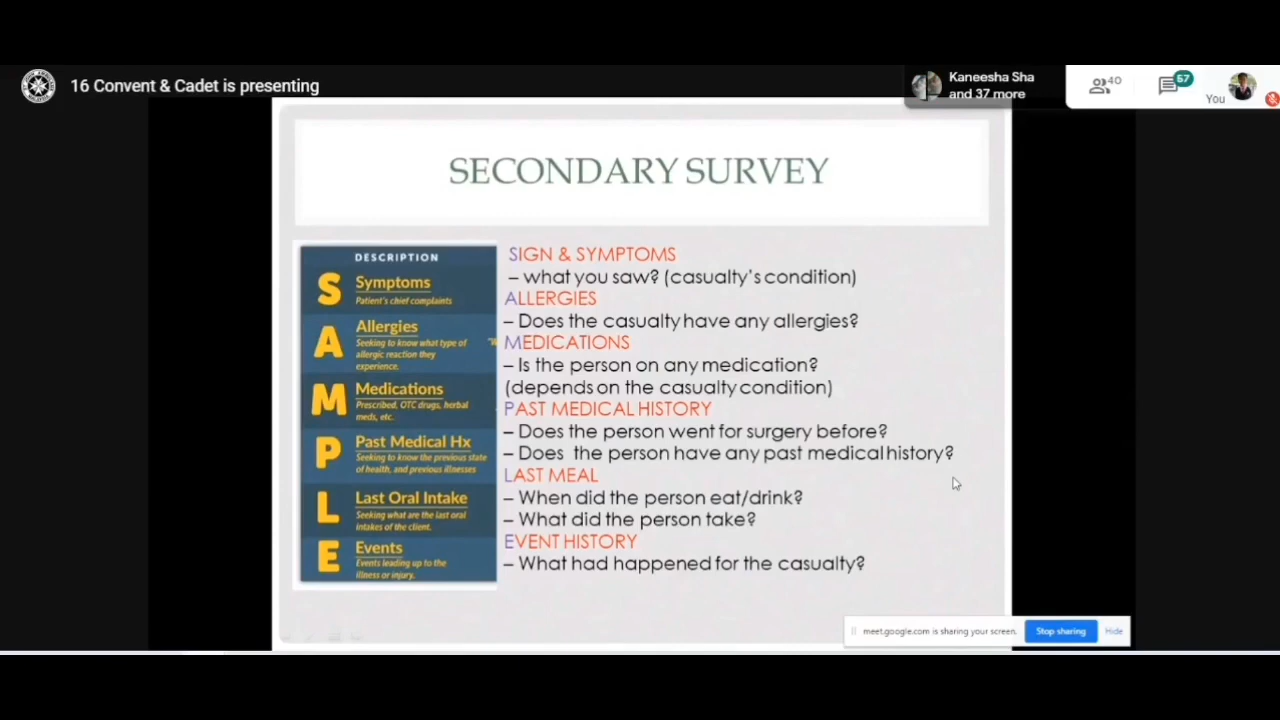 16 Convent & Cadet is presenting
Kaneesha Sha
and 37 more
40
57
You
SECONDARY SURVEY
DESCRIPTION
S
Symptoms
Patient's chief complaints
A
Allergies
Seeking to know what type of
allergic reaction they
experience.
M
Medications
Prescribed, OTC drugs, herbal
meds, etc.
P
Past Medical Hx
Seeking to know the previous state
of health, and previous illnesses
L
Last Oral Intake
Seeking what are the last oral
intakes of the client.
E
Events
Events leading up to the
illness or injury.
SIGN & SYMPTOMS
– what you saw? (casualty's condition)
ALLERGIES
– Does the casualty have any allergies?
MEDICATIONS
– Is the person on any medication?
(depends on the casualty condition)
PAST MEDICAL HISTORY
– Does the person went for surgery before?
– Does the person have any past medical history?
LAST MEAL
– When did the person eat/drink?
– What did the person take?
EVENT HISTORY
– What had happened for the casualty?
meet.google.com is sharing your screen.
Stop sharing
Hide